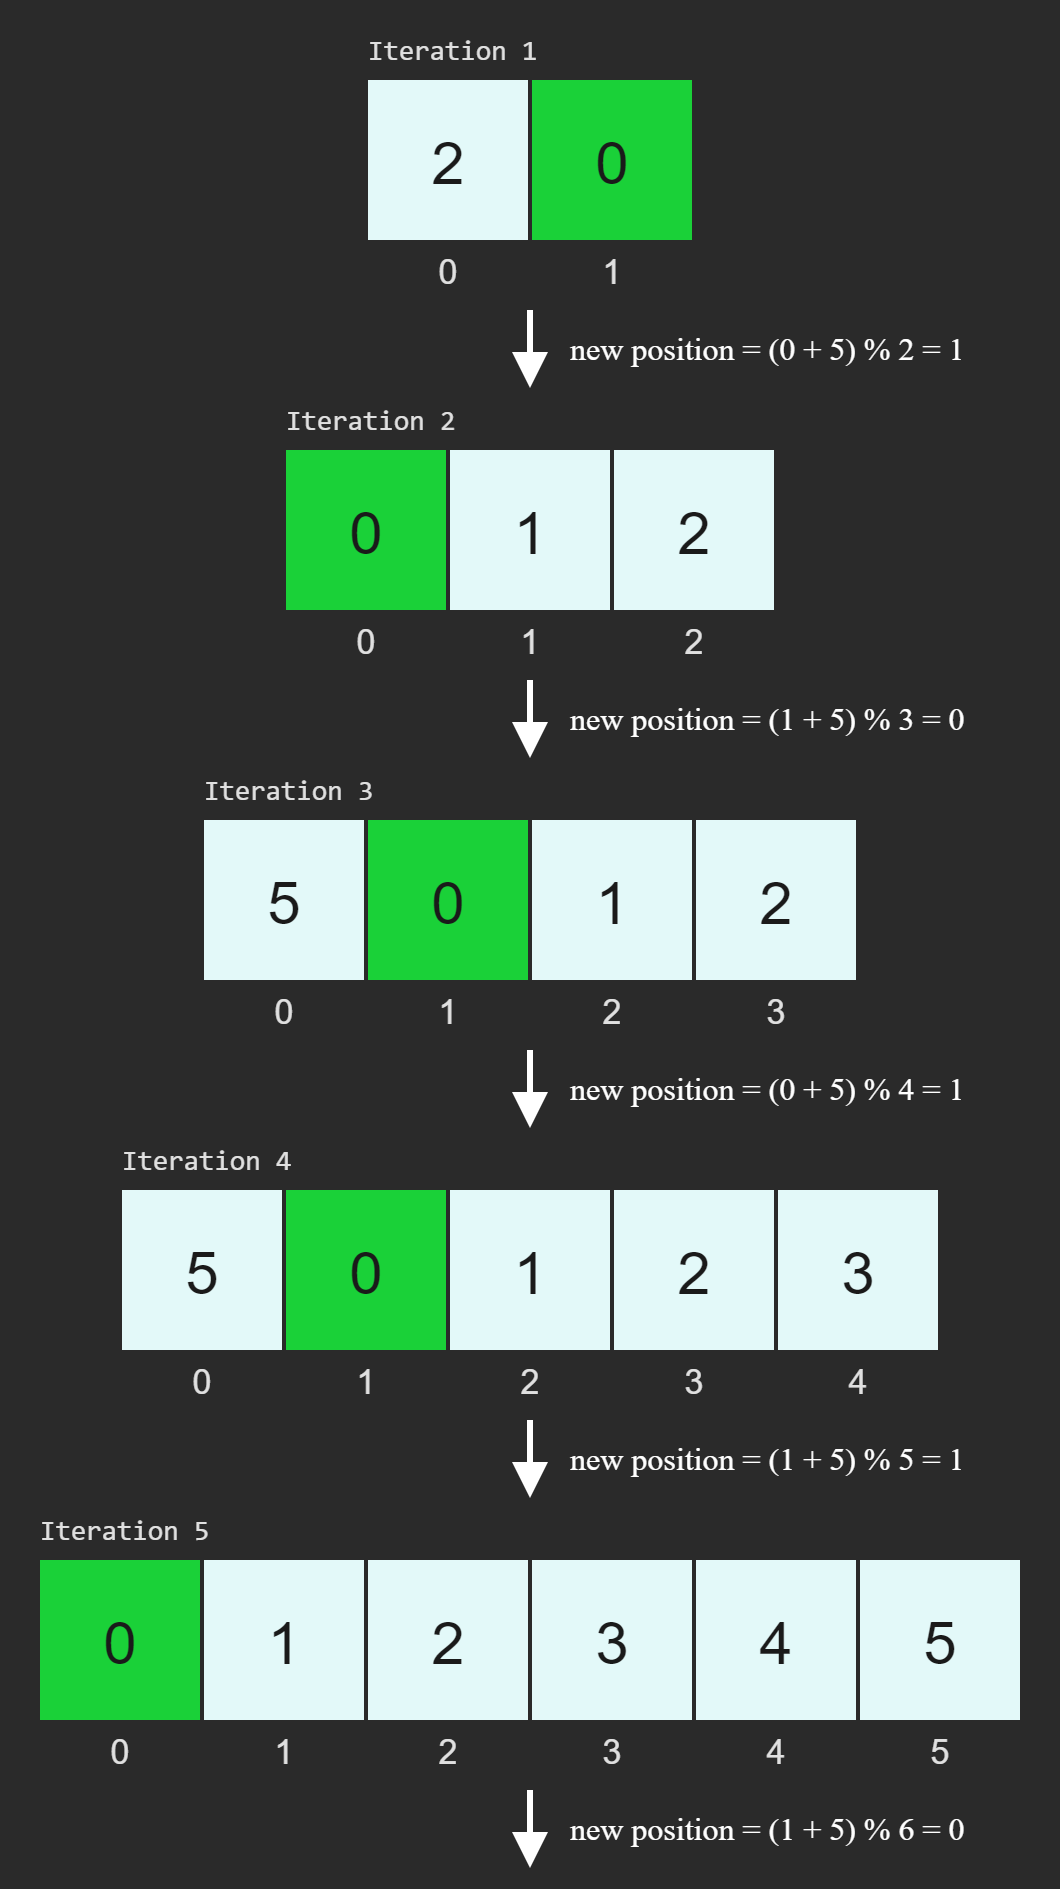 Iteration 1
2 0
0 1
new position = (0 + 5) % 2 = 1
Iteration 2
0 1 2
0 1 2
new position = (1 + 5) % 3 = 0
Iteration 3
5 0 1 2
0 1 2 3
new position = (0 + 5) % 4 = 1
Iteration 4
5 0 1 2 3
0 1 2 3 4
new position = (1 + 5) % 5 = 1
Iteration 5
0 1 2 3 4 5
0 1 2 3 4 5
new position = (1 + 5) % 6 = 0